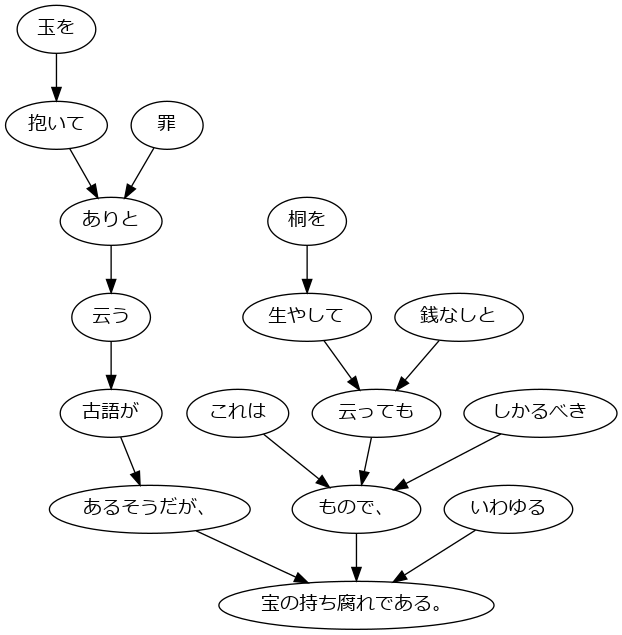 玉を
抱いて
罪
ありと
桐を
云う
生やして
銭なしと
古語が
これは
云っても
しかるべき
あるそうだが、
もので、
いわゆる
宝の持ち腐れである。